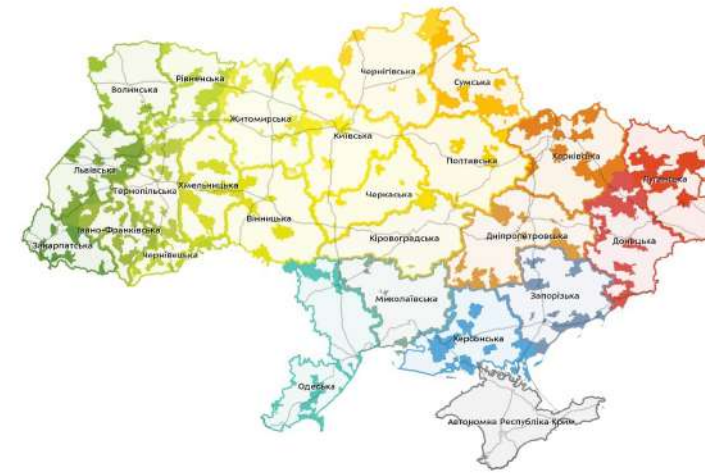 Чернігівська
Сумська
Рівненська
Волинська
Житомирська
Київська
Харківська
Полтавська
Львівська
Луганська
Тернопільська
Хмельницька
Черкаська
Вінницька
Івано-Франківська
Дніпропетровська
Кіровоградська
Закарпатська
Донецька
Чернівецька
Запорізька
Миколаївська
Херсонська
Одеська
Автономна Республіка Крим